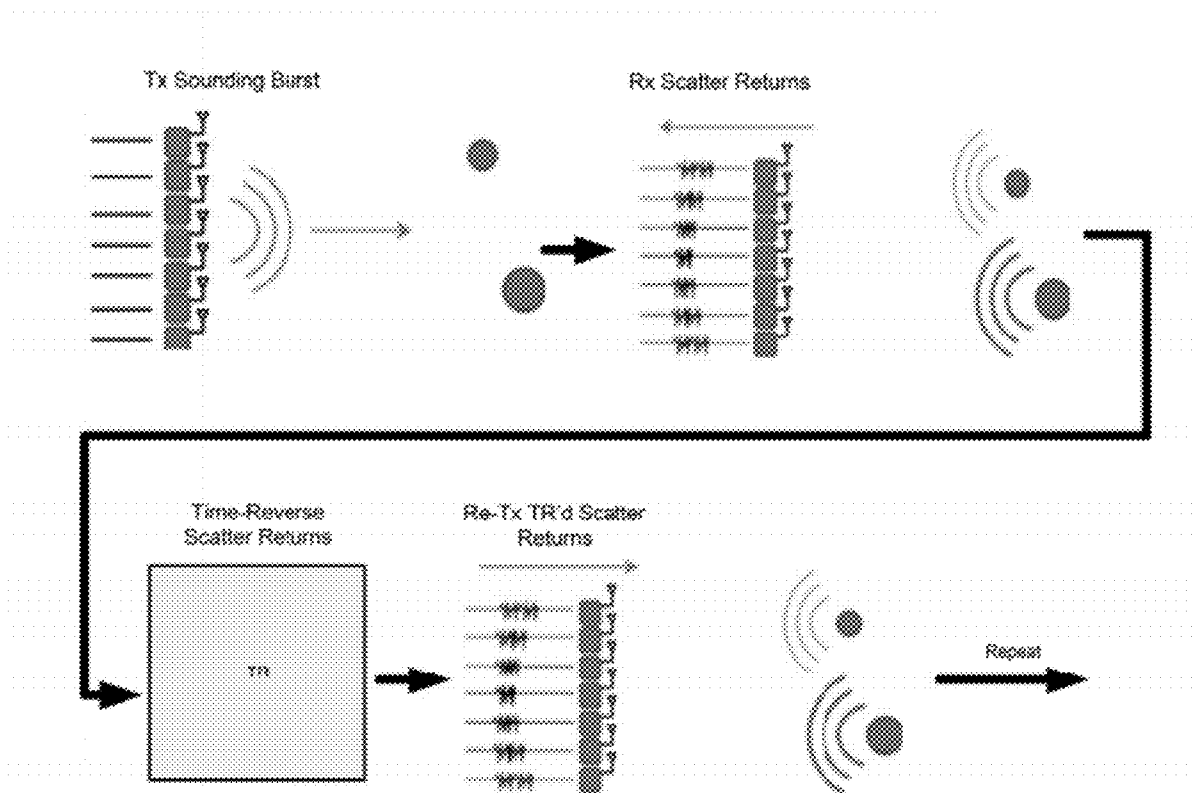 Tx Sounding Burst
Rx Scatter Returns
Time-Reverse
Scatter Returns
Re-Tx TR'd Scatter
Returns
TR
Repeat